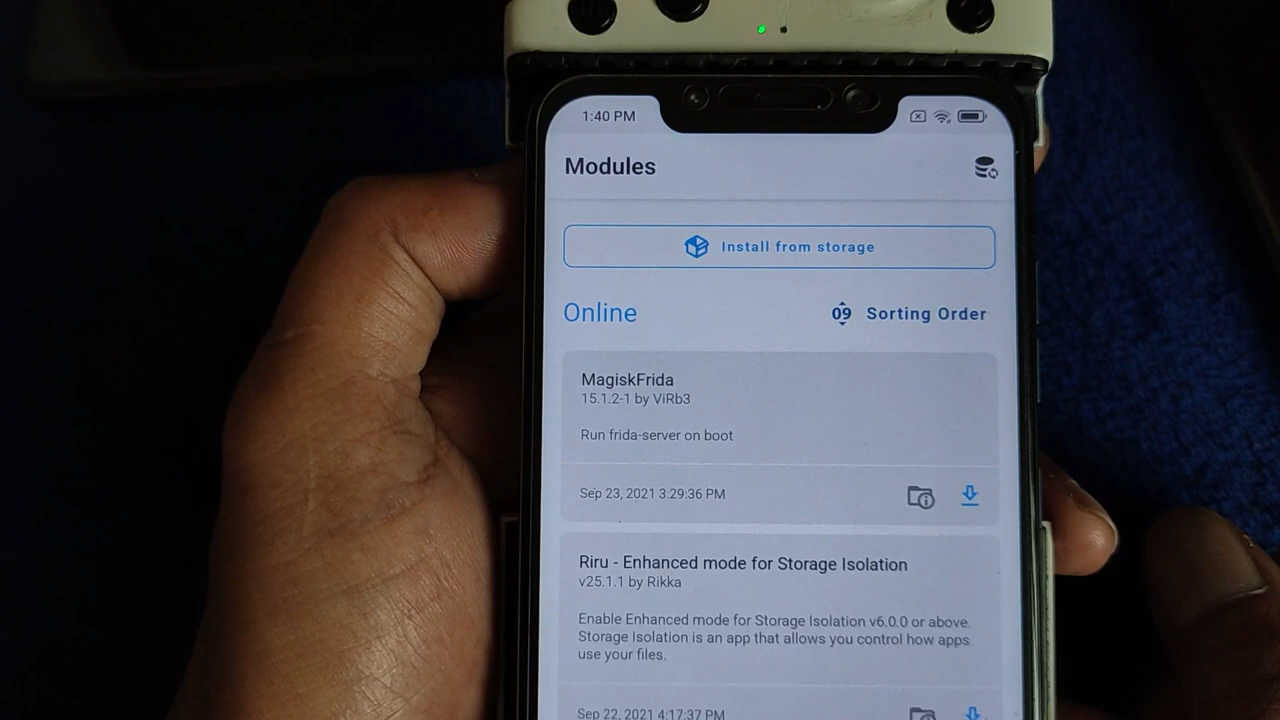 1:40 PM
Modules
Install from storage
Online
09 Sorting Order
MagiskFrida
15.1.2-1 by ViRb3
Run frida-server on boot
Sep 23, 2021 3:29:36 PM
Riru - Enhanced mode for Storage Isolation
v25.1.1 by Rikka
Enable Enhanced mode for Storage Isolation v6.0.0 or above.
Storage Isolation is an app that allows you control how apps
use your files.
Sep 22, 2021 4:17:37 PM